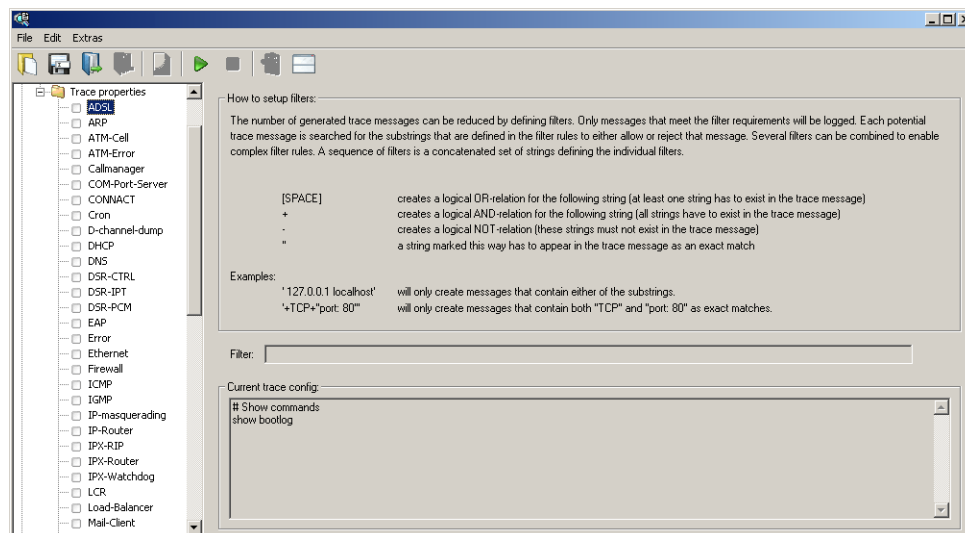 File Edit Extras
Trace properties
ADSL
ARP
ATM-Cell
ATM-Error
Callmanager
COM-Port-Server
CONNACT
Cron
D-channel-dump
DHCP
DNS
DSR-CTRL
DSR-IPT
DSR-PCM
EAP
Error
Ethernet
Firewall
ICMP
IGMP
IP-masquerading
IP-Router
IPX-RIP
IPX-Router
IPX-Watchdog
LCR
Load-Balancer
Mail-Client
How to setup filters:
The number of generated trace messages can be reduced by defining filters. Only messages that meet the filter requirements will be logged. Each potential
trace message is searched for the substrings that are defined in the filter rules to either allow or reject that message. Several filters can be combined to enable
complex filter rules. A sequence of filters is a concatenated set of strings defining the individual filters.
[SPACE] creates a logical OR-relation for the following string (at least one string has to exist in the trace message)
+ creates a logical AND-relation for the following string (all strings have to exist in the trace message)
- creates a logical NOT-relation (these strings must not exist in the trace message)
" a string marked this way has to appear in the trace message as an exact match
Examples:
' 127.0.0.1 localhost' will only create messages that contain either of the substrings.
'+TCP+"port: 80"' will only create messages that contain both "TCP" and "port: 80" as exact matches.
Filter:
Current trace config:
# Show commands
show bootlog